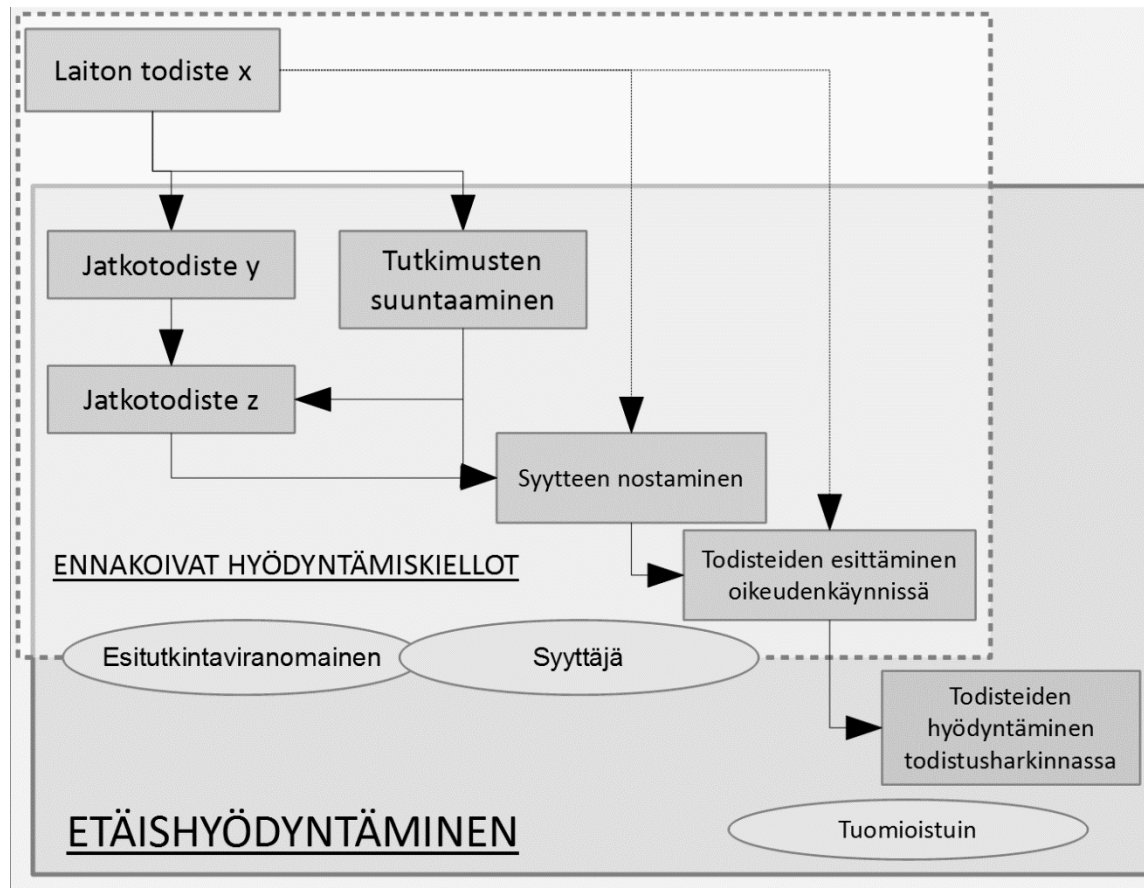 Laiton todiste x
Jatkotodiste y
Tutkimusten
suuntaaminen
Jatkotodiste z
Syytteen nostaminen
ENNAKOIVAT HYÖDYNTÄMISKIELLOT
Todisteiden esittäminen
oikeudenkäynnissä
Esitutkintaviranomainen
Syyttäjä
Todisteiden
hyödyntäminen
todistusharkinnassa
ETÄISHYÖDYNTÄMINEN
Tuomioistuin